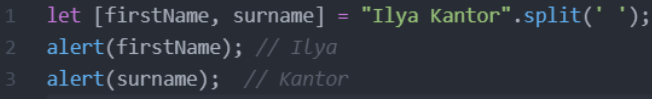 1 let [firstName, surname] = "Ilya Kantor".split(' ');
2 alert(firstName); // Ilya
3 alert(surname);  // Kantor